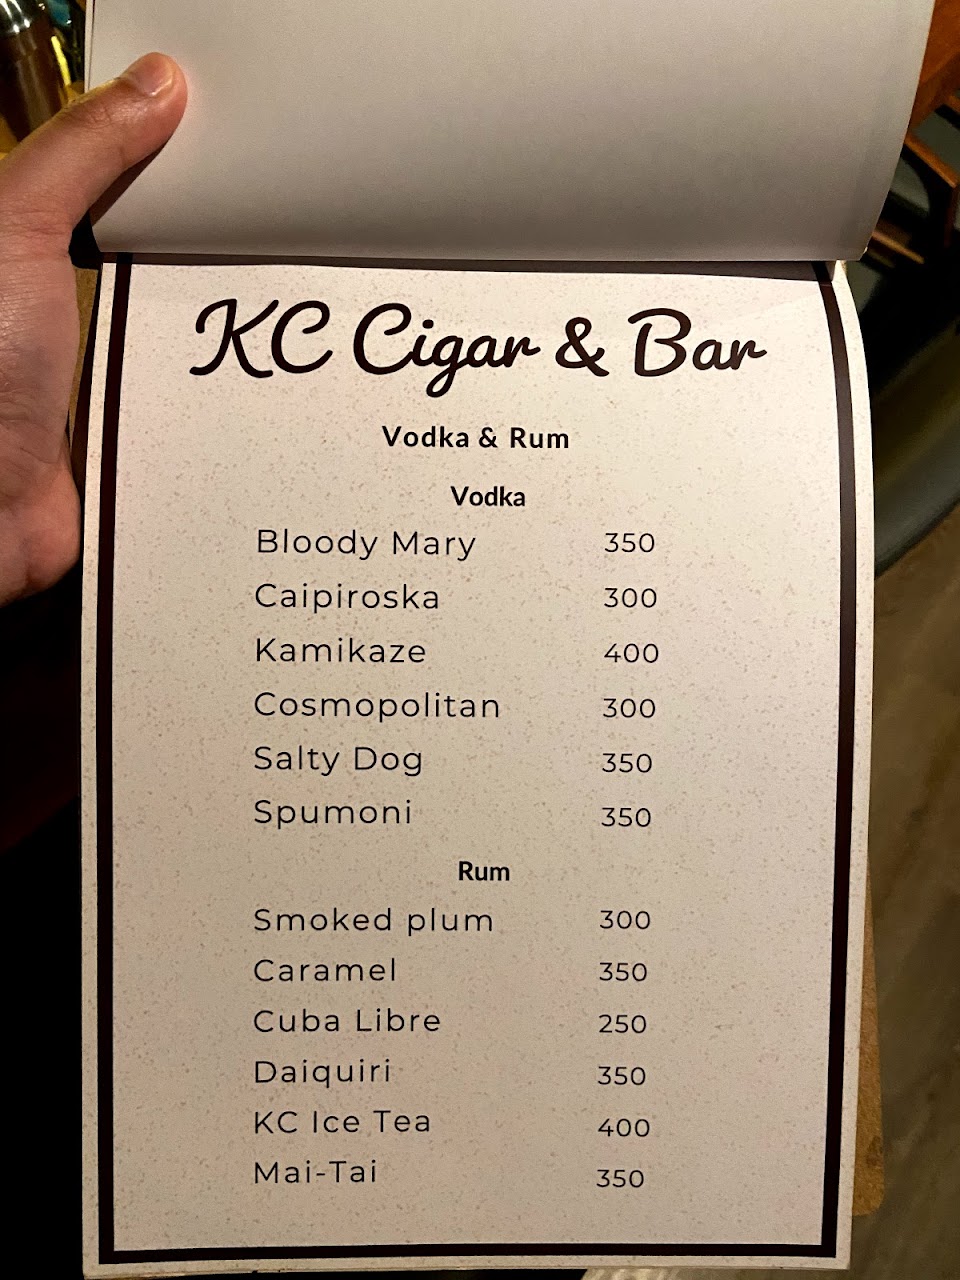 KC Cigar & Bar
Vodka & Rum
Vodka
Bloody Mary 350
Caipiroska 300
Kamikaze 400
Cosmopolitan 300
Salty Dog 350
Spumoni 350
Rum
Smoked plum 300
Caramel 350
Cuba Libre 250
Daiquiri 350
KC Ice Tea 400
Mai-Tai 350